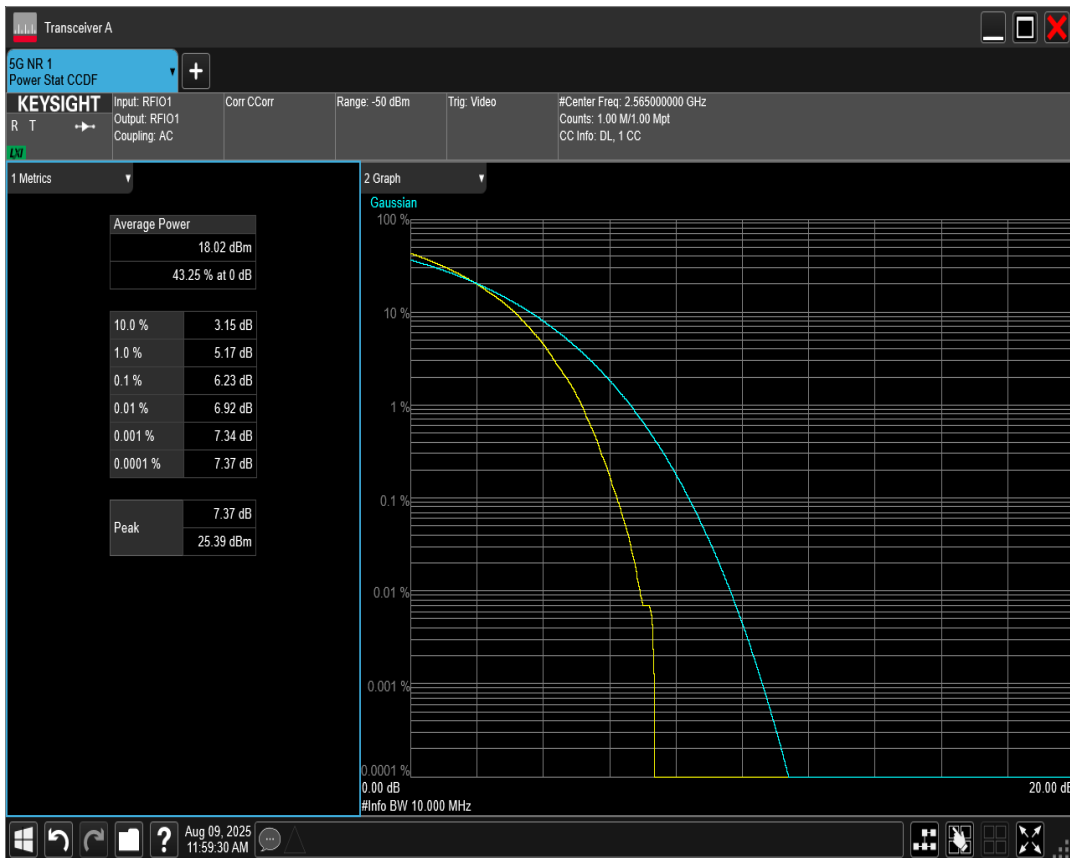 Transceiver A
5G NR 1
Power Stat CCDF
+
KEYSIGHT
R T
LXI
Input: RFIO1
Output: RFIO1
Coupling: AC
Corr CCorr
Range: -50 dBm
Trig: Video
#Center Freq: 2.565000000 GHz
Counts: 1.00 M/1.00 Mpt
CC Info: DL, 1 CC
1 Metrics
Average Power
18.02 dBm
43.25 % at 0 dB
10.0 % 3.15 dB
1.0 % 5.17 dB
0.1 % 6.23 dB
0.01 % 6.92 dB
0.001 % 7.34 dB
0.0001 % 7.37 dB
Peak
7.37 dB
25.39 dBm
2 Graph
Gaussian
100 %
10 %
1 %
0.1 %
0.01 %
0.001 %
0.0001 %
0.00 dB 20.00 dB
#Info BW 10.000 MHz
?
Aug 09, 2025
11:59:30 AM